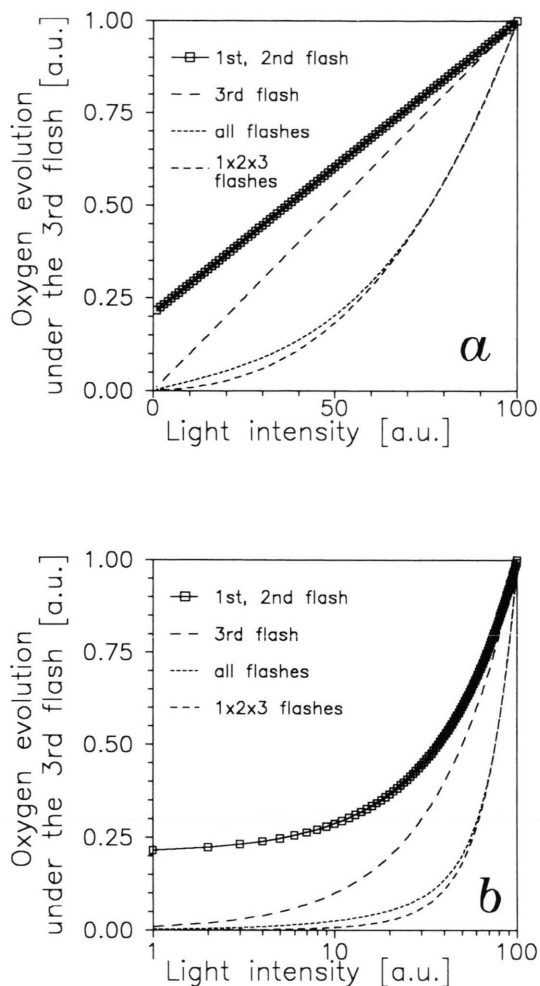 1.00
0.75
0.50
0.25
0.00
Oxygen evolution
under the 3rd flash [a.u.]
1st, 2nd flash
3rd flash
all flashes
1x2x3
flashes
a
0
50
100
Light intensity [a.u.]
1.00
0.75
0.50
0.25
0.00
Oxygen evolution
under the 3rd flash [a.u.]
1st, 2nd flash
3rd flash
all flashes
1x2x3 flashes
b
1
10
100
Light intensity [a.u.]